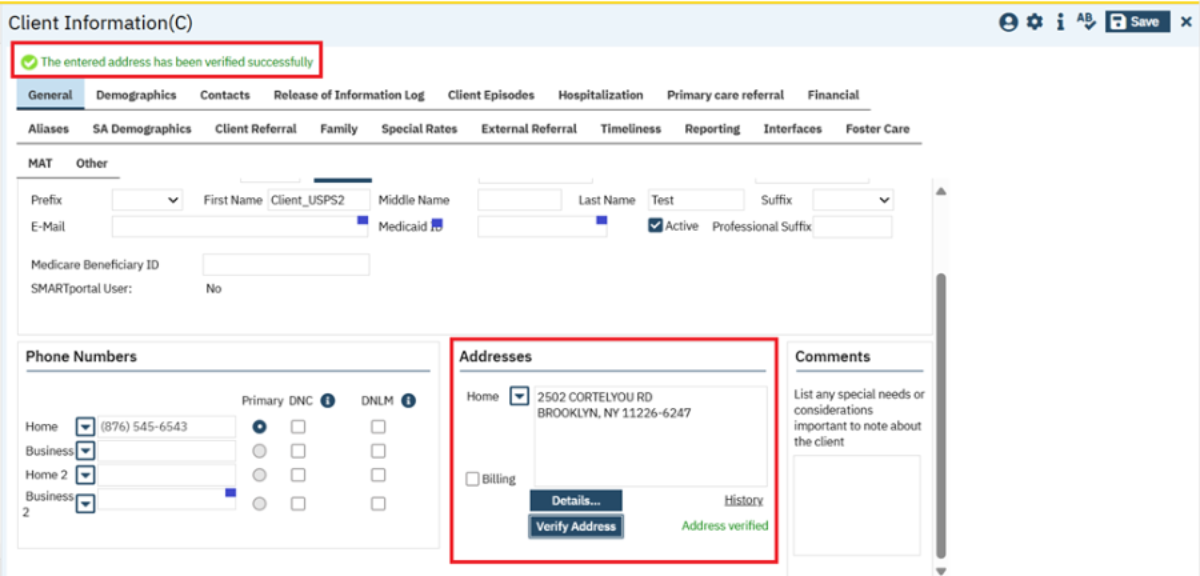 Client Information(C)
Save
The entered address has been verified successfully
General Demographics Contacts Release of Information Log Client Episodes Hospitalization Primary care referral Financial
Aliases SA Demographics Client Referral Family Special Rates External Referral Timeliness Reporting Interfaces Foster Care
MAT Other
Prefix First Name Client_USPS2 Middle Name Last Name Test Suffix
E-Mail Medicaid ID Active Professional Suffix
Medicare Beneficiary ID
SMARTportal User: No
Phone Numbers
Primary DNC DNLM
Home (876) 545-6543
Business
Home 2
Business
2
Addresses
Home 2502 CORTELYOU RD
BROOKLYN, NY 11226-6247
Billing
Details...
History
Verify Address
Address verified
Comments
List any special needs or
considerations
important to note about
the client